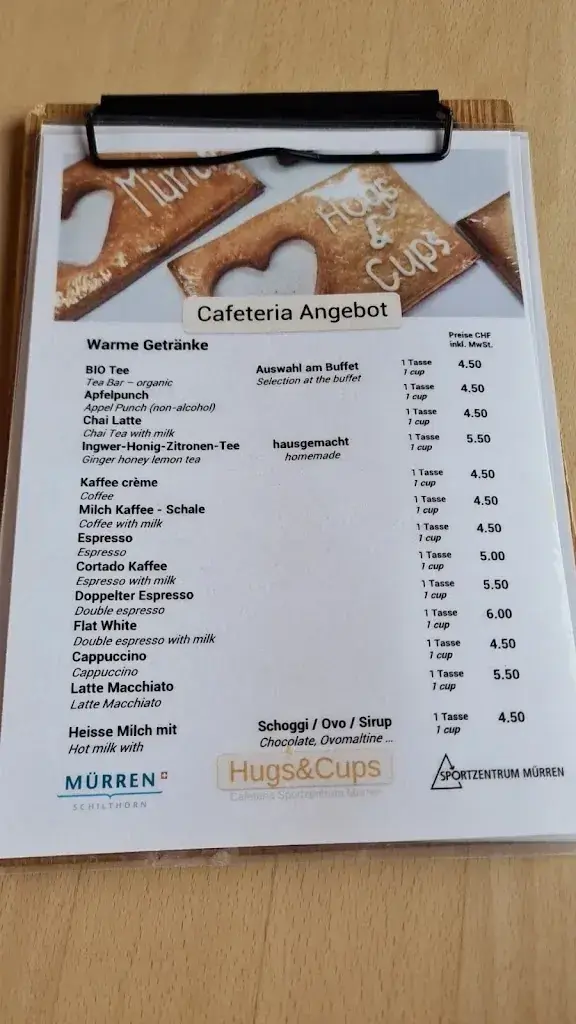 Mürr
Hugs
&
Cups
Cafeteria Angebot
Warme Getränke
Preise CHF
inkl. MwSt.
BIO Tee Auswahl am Buffet 1 Tasse 4.50
Tea Bar – organic Selection at the buffet 1 cup
Apfelpunch 1 Tasse 4.50
Appel Punch (non-alcohol) 1 cup
Chai Latte 1 Tasse 4.50
Chai Tea with milk 1 cup
Ingwer-Honig-Zitronen-Tee hausgemacht 1 Tasse 5.50
Ginger honey lemon tea homemade 1 cup
Kaffee crème 1 Tasse 4.50
Coffee 1 cup
Milch Kaffee - Schale 1 Tasse 4.50
Coffee with milk 1 cup
Espresso 1 Tasse 4.50
Espresso 1 cup
Cortado Kaffee 1 Tasse 5.00
Espresso with milk 1 cup
Doppelter Espresso 1 Tasse 5.50
Double espresso 1 cup
Flat White 1 Tasse 6.00
Double espresso with milk 1 cup
Cappuccino 1 Tasse 4.50
Cappuccino 1 cup
Latte Macchiato 1 Tasse 5.50
Latte Macchiato 1 cup
Heisse Milch mit Schoggi / Ovo / Sirup 1 Tasse 4.50
Hot milk with Chocolate, Ovomaltine ... 1 cup
MÜRREN
SCHILTHORN
Hugs&Cups
Cafeteria Sportzentrum Mürren
SPORTZENTRUM MÜRREN